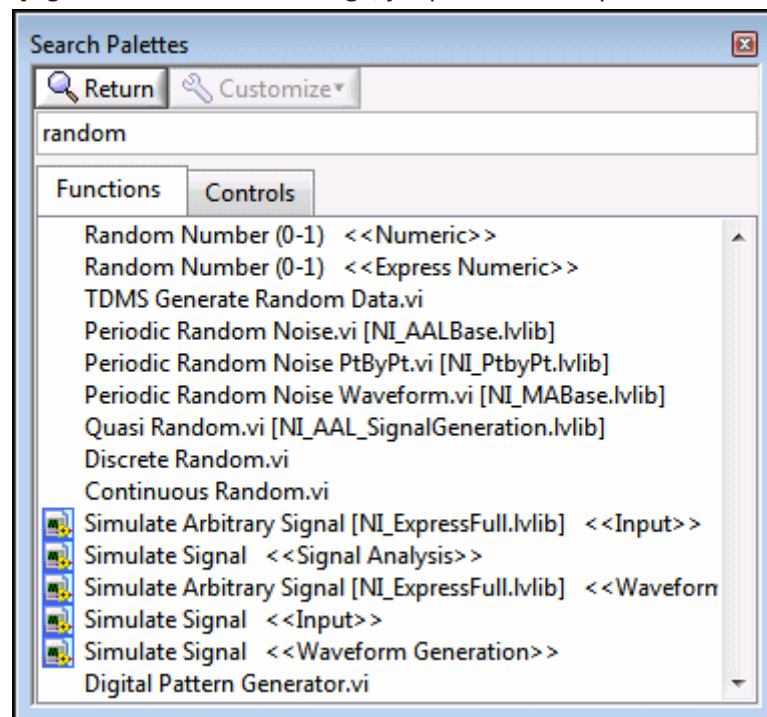 Search Palettes
Return Customize
random
Functions Controls
Random Number (0-1) <<Numeric>>
Random Number (0-1) <<Express Numeric>>
TDMS Generate Random Data.vi
Periodic Random Noise.vi [NI_AALBase.lvlib]
Periodic Random Noise PtByPt.vi [NI_PtbyPt.lvlib]
Periodic Random Noise Waveform.vi [NI_MABase.lvlib]
Quasi Random.vi [NI_AAL_SignalGeneration.lvlib]
Discrete Random.vi
Continuous Random.vi
Simulate Arbitrary Signal [NI_ExpressFull.lvlib] <<Input>>
Simulate Signal <<Signal Analysis>>
Simulate Arbitrary Signal [NI_ExpressFull.lvlib] <<Waveform
Simulate Signal <<Input>>
Simulate Signal <<Waveform Generation>>
Digital Pattern Generator.vi